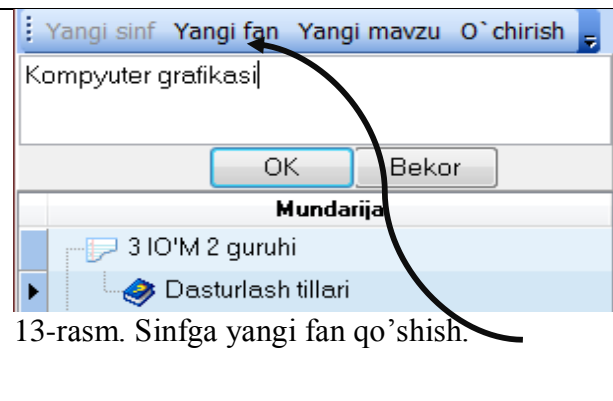 Yangi sinf Yangi fan Yangi mavzu O`chirish
Kompyuter grafikasi
OK Bekor
Mundarija
3 IO'M 2 guruhi
Dasturlash tillari
13-rasm. Sinfga yangi fan qo’shish.